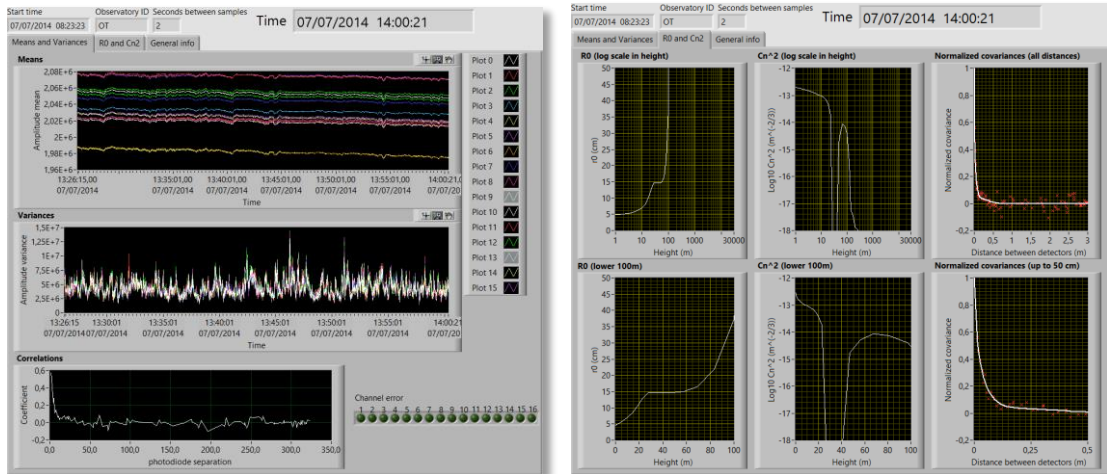 Start time Observatory ID Seconds between samples
07/07/2014 08:23:23 OT 2 Time 07/07/2014 14:00:21
Means and Variances R0 and Cn2 General info
Means
Amplitude mean
2,08E+6
2,06E+6
2,04E+6
2,02E+6
2E+6
1,98E+6
1,96E+6
13:26:15,00 13:35:01,00 13:40:01,00 13:45:01,00 13:50:01,00 13:55:01,00 14:00:21,0
07/07/2014 07/07/2014 07/07/2014 07/07/2014 07/07/2014 07/07/2014 07/07/2014
Time
Plot 0
Plot 1
Plot 2
Plot 3
Plot 4
Plot 5
Plot 6
Plot 7
Plot 8
Plot 9
Plot 10
Plot 11
Plot 12
Plot 13
Plot 14
Plot 15
Variances
Amplitude variance
1,5E+7
1,25E+7
1E+7
7,5E+6
5E+6
2,5E+6
0
13:26:15 13:30:01 13:35:01 13:40:01 13:45:01 13:50:01 13:55:01 14:00:21
07/07/2014 07/07/2014 07/07/2014 07/07/2014 07/07/2014 07/07/2014 07/07/2014 07/07/2014
Time
Correlations
Coefficient
0,6
0,4
0,2
0,0
-0,2
0,0 50,0 100,0 150,0 200,0 250,0 300,0 350,0
photodiode separation
Channel error
1 2 3 4 5 6 7 8 9 10 11 12 13 14 15 16
Start time Observatory ID Seconds between samples
07/07/2014 08:23:23 OT 2 Time 07/07/2014 14:00:21
Means and Variances R0 and Cn2 General info
R0 (log scale in height)
r0 (cm)
50
45
40
35
30
25
20
15
10
5
0
1 10 100 1000 30000
Height (m)
Cn^2 (log scale in height)
Log10 Cn^2 (m^(-2/3))
-12
-13
-14
-15
-16
-17
-18
1 10 100 1000 30000
Height (m)
Normalized covariances (all distances)
Normalized covariance
1
0,8
0,6
0,4
0,2
0
-0,2
0 0,5 1 1,5 2 2,5 3
Distance between detectors (m)
R0 (lower 100m)
r0 (cm)
50
45
40
35
30
25
20
15
10
5
0
0 20 40 60 80 100
Height (m)
Cn^2 (lower 100m)
Log10 Cn^2 (m^(-2/3))
-12
-13
-14
-15
-16
-17
-18
0 20 40 60 80 100
Height (m)
Normalized covariances (up to 50 cm)
Normalized covariance
1
0,8
0,6
0,4
0,2
0
-0,2
0 0,25 0,5
Distance between detectors (m)